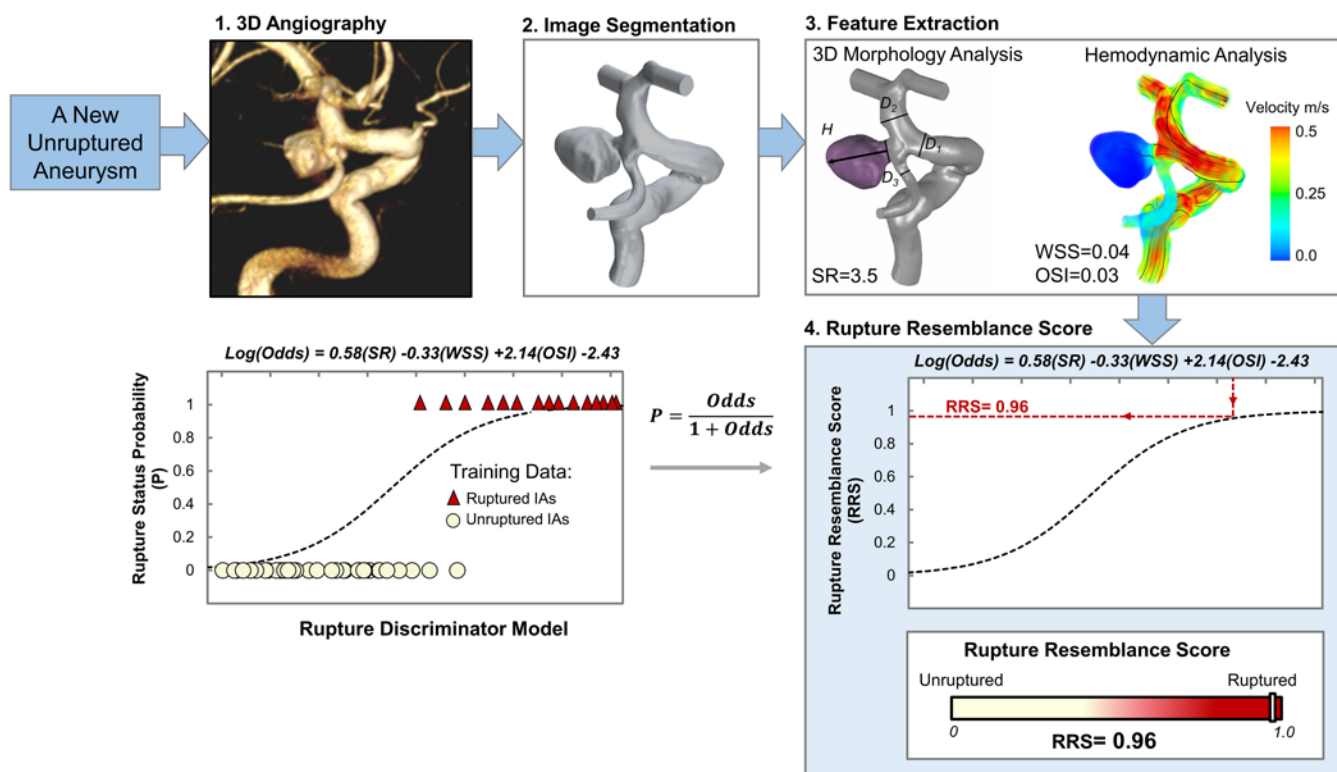 1. 3D Angiography
2. Image Segmentation
3. Feature Extraction
A New
Unruptured
Aneurysm
3D Morphology Analysis
H
D2
D1
D3
SR=3.5
Hemodynamic Analysis
Velocity m/s
0.5
0.25
0.0
WSS=0.04
OSI=0.03
Log(Odds) = 0.58(SR) -0.33(WSS) +2.14(OSI) -2.43
Rupture Status Probability
(P)
1
0.8
0.6
0.4
0.2
0
Training Data:
Ruptured IAs
Unruptured IAs
Rupture Discriminator Model
P = Odds / 1 + Odds
4. Rupture Resemblance Score
Log(Odds) = 0.58(SR) -0.33(WSS) +2.14(OSI) -2.43
Rupture Resemblance Score
(RRS)
1
0.8
0.6
0.4
0.2
0
RRS= 0.96
Rupture Resemblance Score
Unruptured Ruptured
0 1.0
RRS= 0.96